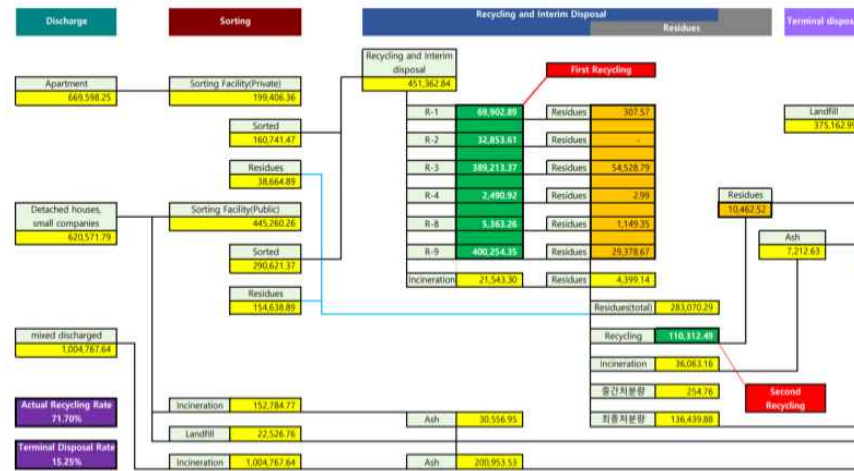 Discharge
Sorting
Recycling and Interim Disposal
Residues
Terminal disposa
Recycling and Interim
disposal
451,362.84
First Recycling
Apartment
669,598.25
Sorting Facility(Private)
199,406.36
Landfill
375,162.99
R-1 69,902.89 Residues 307.57
Sorted
160,741.47
R-2 32,853.61 Residues -
Residues
38,664.89
R-3 389,213.37 Residues 54,528.79
R-4 2,490.92 Residues 2.99
Residues
10,462.52
Detached houses,
small companies
620,571.79
Sorting Facility(Public)
445,260.26
R-8 5,363.26 Residues 1,149.35
Ash
7,212.63
Sorted
290,621.37
R-9 400,254.35 Residues 29,378.67
Incineration 21,543.30 Residues 4,399.14
Residues
154,638.89
Residues(total) 283,070.29
mixed discharged
1,004,767.64
Recycling 110,312.49
Incineration 36,063.16
중간처분량 254.76
Second
Recycling
최종처분량 136,439.88
Actual Recycling Rate
71.70%
Incineration 152,784.77
Ash 30,556.95
Landfill 22,526.76
Terminal Disposal Rate
15.25%
Incineration 1,004,767.64
Ash 200,953.53